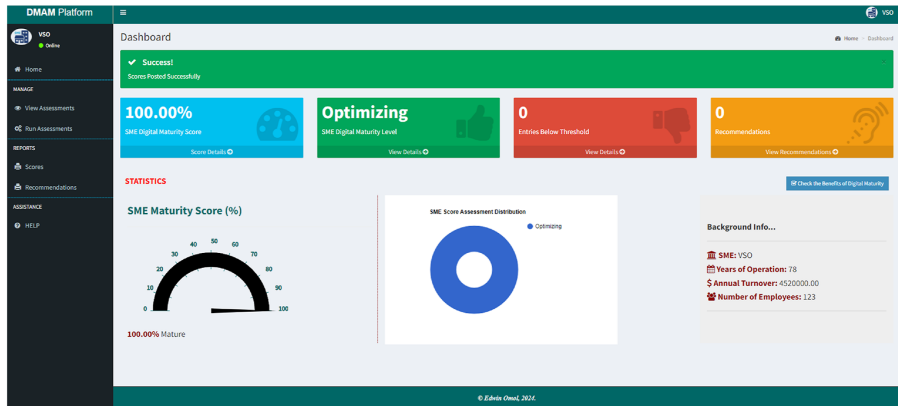 DMAM Platform
VSO
VSO
Online
Home
MANAGE
View Assessments
Run Assessments
REPORTS
Scores
Recommendations
ASSISTANCE
HELP
Dashboard
Home > Dashboard
Success!
Scores Posted Successfully
100.00%
SME Digital Maturity Score
Score Details
Optimizing
SME Digital Maturity Level
View Details
0
Entries Below Threshold
View Details
0
Recommendations
View Recommendations
STATISTICS
Check the Benefits of Digital Maturity
SME Maturity Score (%)
0 10 20 30 40 50 60 70 80 90 100
100.00% Mature
SME Score Assessment Distribution
Optimizing
Background Info...
SME: VSO
Years of Operation: 78
Annual Turnover: 4520000.00
Number of Employees: 123
© Edwin Omol, 2024.